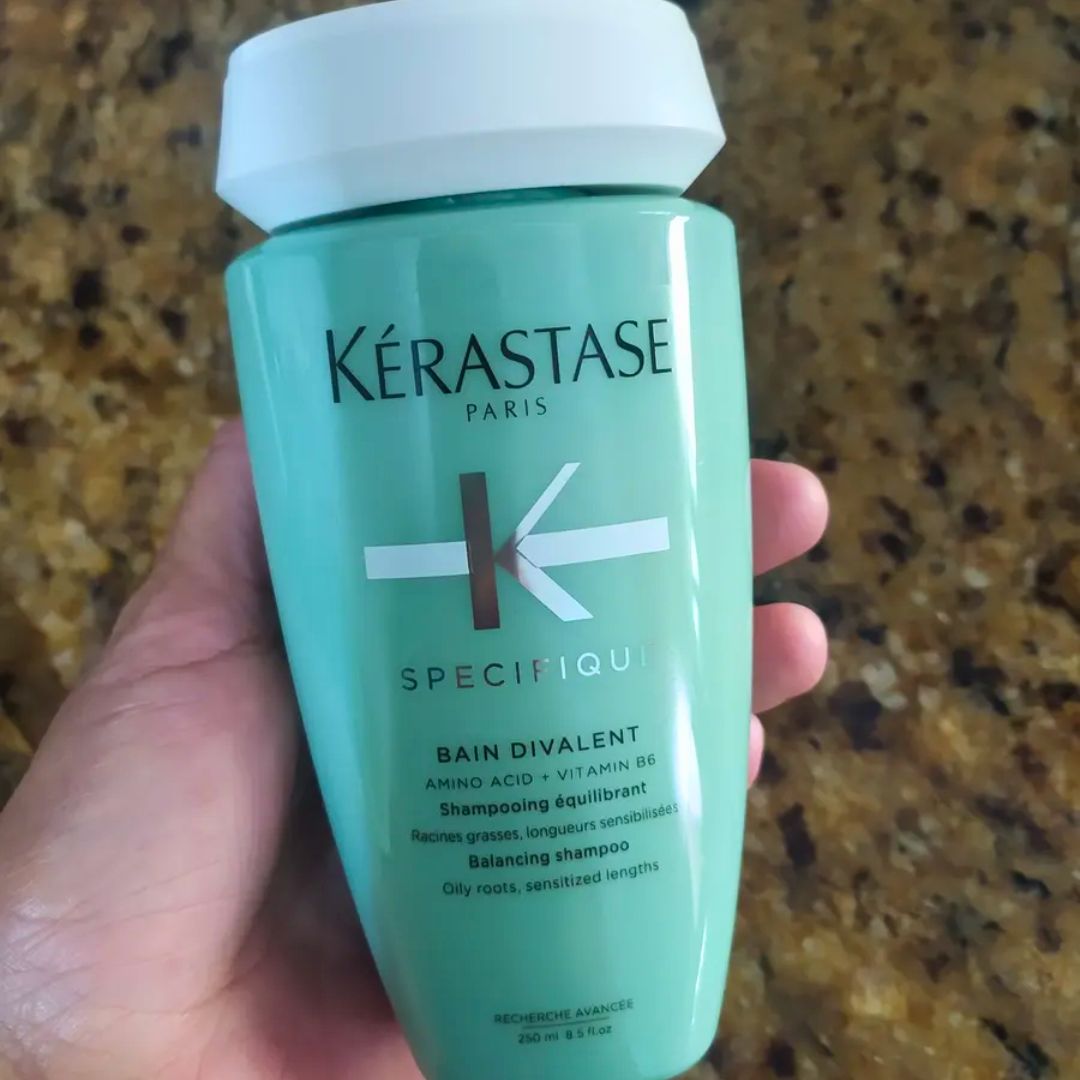 KÉRASTASE
PARIS
K
SPECIFIQUE
BAIN DIVALENT
AMINO ACID + VITAMIN B6
Shampooing équilibrant
Racines grasses, longueurs sensibilisées
Balancing shampoo
Oily roots, sensitized lengths
RECHERCHE AVANCÉE
250 ml 8.5 fl.oz